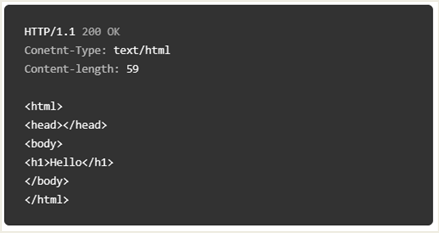 HTTP/1.1 200 OK
Conetnt-Type: text/html
Content-length: 59

<html>
<head></head>
<body>
<h1>Hello</h1>
</body>
</html>